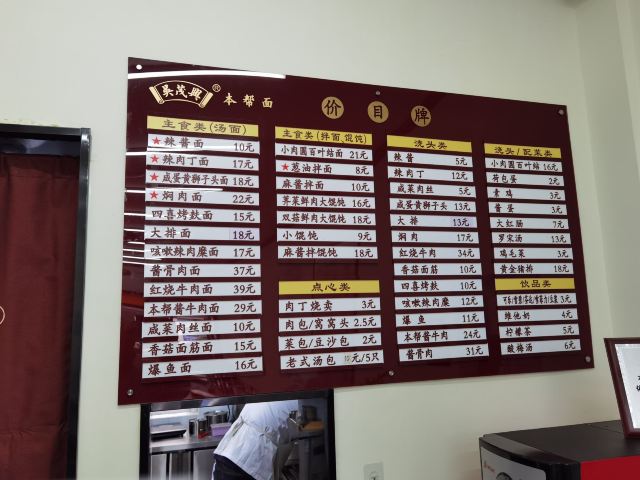 吴茂興® 本帮面
价目牌
主食类(汤面)
★辣酱面 10元
★辣肉丁面 17元
★咸蛋黄狮子头面 18元
★焖肉面 22元
四喜烤麸面 15元
大排面 18元
咳嗽辣肉糜面 17元
酱骨肉面 37元
红烧牛肉面 39元
本帮酱牛肉面 29元
咸菜肉丝面 10元
香菇面筋面 15元
爆鱼面 16元
主食类(拌面、馄饨)
小肉圆百叶结面 21元
★葱油拌面 8元
麻酱拌面 10元
荠菜鲜肉大馄饨 16元
双菇鲜肉大馄饨 18元
小馄饨 9元
麻酱拌馄饨 18元
点心类
肉丁烧卖 3元
肉包/窝窝头 2.5元
菜包/豆沙包 2元
老式汤包 10元/5只
浇头类
辣酱 5元
辣肉丁 12元
咸菜肉丝 5元
咸蛋黄狮子头 13元
大排 13元
焖肉 17元
红烧牛肉 34元
香菇面筋 10元
四喜烤麸 10元
咳嗽辣肉糜 12元
爆鱼 11元
本帮酱牛肉 24元
酱骨肉 31元
浇头/配菜类
小肉圆百叶结 16元
荷包蛋 2元
素鸡 3元
酱蛋 3元
大红肠 7元
罗宋汤 13元
鸡毛菜 3元
黄金猪排 18元
饮品类
3元
维他奶 4元
柠檬茶 5元
酸梅汤 6元